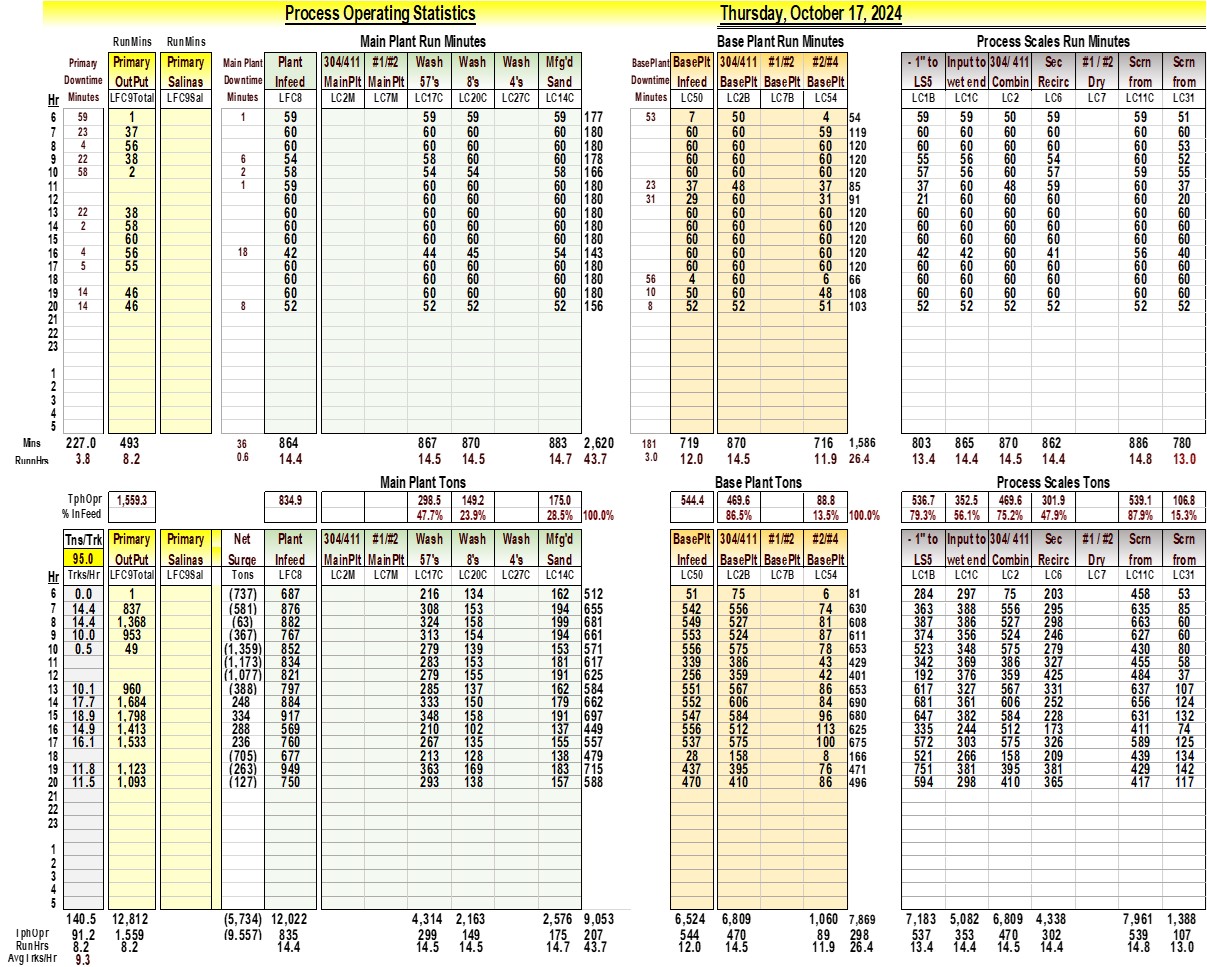 Process Operating Statistics Thursday, October 17, 2024
RunMins RunMins Main Plant Run Minutes Base Plant Run Minutes Process Scales Run Minutes
Primary Primary Primary Main Plant Plant 304/411 #1/#2 Wash Wash Wash Mfg'd BasePlant BasePlt 304/411 #1/#2 #2/#4 - 1" to Input to 304/ 411 Sec #1 / #2 Scrn Scrn
Downtime OutPut Salinas Downtime Infeed MainPlt MainPlt 57's 8's 4's Sand Downtime Infeed BasePlt BasePlt BasePlt LS5 wet end Combin Recirc Dry from from
Hr Minutes LFC9Total LFC9Sal Minutes LFC8 LC2M LC7M LC17C LC20C LC27C LC14C Minutes LC50 LC2B LC7B LC54 LC1B LC1C LC2 LC6 LC7 LC11C LC31
6 59 1 1 59 59 59 59 177 53 7 50 4 54 59 59 50 59 59 51
7 23 37 60 60 60 60 180 60 60 59 119 60 60 60 60 60 60
8 4 56 60 60 60 60 180 60 60 60 120 60 60 60 60 60 53
9 22 38 6 54 58 60 60 178 60 60 60 120 55 56 60 54 60 52
10 58 2 2 58 54 54 58 166 60 60 60 120 57 56 60 57 59 55
11 1 59 60 60 60 180 23 37 48 37 85 37 60 48 59 60 37
12 60 60 60 60 180 31 29 60 31 91 21 60 60 60 60 20
13 22 38 60 60 60 60 180 60 60 60 120 60 60 60 60 60 60
14 2 58 60 60 60 60 180 60 60 60 120 60 60 60 60 60 60
15 60 60 60 60 60 180 60 60 60 120 60 60 60 60 60 60
16 4 56 18 42 44 45 54 143 60 60 60 120 42 42 60 41 56 40
17 5 55 60 60 60 60 180 60 60 60 120 60 60 60 60 60 60
18 60 60 60 60 180 56 4 60 6 66 60 60 60 60 60 60
19 14 46 60 60 60 60 180 10 50 60 48 108 60 60 60 60 60 60
20 14 46 8 52 52 52 52 156 8 52 52 51 103 52 52 52 52 52 52
21
22
23
1
2
3
4
5
Mins 227.0 493 36 864 867 870 883 2,620 181 719 870 716 1,586 803 865 870 862 886 780
RunnHrs 3.8 8.2 0.6 14.4 14.5 14.5 14.7 43.7 3.0 12.0 14.5 11.9 26.4 13.4 14.4 14.5 14.4 14.8 13.0
Main Plant Tons Base Plant Tons Process Scales Tons
TphOpr 1,559.3 834.9 298.5 149.2 175.0 544.4 469.6 88.8 536.7 352.5 469.6 301.9 539.1 106.8
% InFeed 47.7% 23.9% 28.5% 100.0% 86.5% 13.5% 100.0% 79.3% 56.1% 75.2% 47.9% 87.9% 15.3%
Tns/Trk Primary Primary Net Plant 304/411 #1/#2 Wash Wash Wash Mfg'd BasePlt 304/411 #1/#2 #2/#4 - 1" to Input to 304/ 411 Sec #1 / #2 Scrn Scrn
95.0 OutPut Salinas Surge Infeed MainPlt MainPlt 57's 8's 4's Sand Infeed BasePlt BasePlt BasePlt LS5 wet end Combin Recirc Dry from from
Hr Trks/Hr LFC9Total LFC9Sal Tons LFC8 LC2M LC7M LC17C LC20C LC27C LC14C LC50 LC2B LC7B LC54 LC1B LC1C LC2 LC6 LC7 LC11C LC31
6 0.0 1 (737) 687 216 134 162 512 51 75 6 81 284 297 75 203 458 53
7 14.4 837 (581) 876 308 153 194 655 542 556 74 630 363 388 556 295 635 85
8 14.4 1,368 (63) 882 324 158 199 681 549 527 81 608 387 386 527 298 663 60
9 10.0 953 (367) 767 313 154 194 661 553 524 87 611 374 356 524 246 627 60
10 0.5 49 (1,359) 852 279 139 153 571 556 575 78 653 523 348 575 279 430 80
11 (1,173) 834 283 153 181 617 339 386 43 429 342 369 386 327 455 58
12 (1,077) 821 279 155 191 625 256 359 42 401 192 376 359 425 484 37
13 10.1 960 (388) 797 285 137 162 584 551 567 86 653 617 327 567 331 637 107
14 17.7 1,684 248 884 333 150 179 662 552 606 84 690 681 361 606 252 656 124
15 18.9 1,798 334 917 348 158 191 697 547 584 96 680 647 382 584 228 631 132
16 14.9 1,413 288 569 210 102 137 449 556 512 113 625 335 244 512 173 411 74
17 16.1 1,533 236 760 267 135 155 557 537 575 100 675 572 303 575 326 589 125
18 (705) 677 213 128 138 479 28 158 8 166 521 266 158 209 439 134
19 11.8 1,123 (263) 949 363 169 183 715 437 395 76 471 751 381 395 381 429 142
20 11.5 1,093 (127) 750 293 138 157 588 470 410 86 496 594 298 410 365 417 117
21
22
23
1
2
3
4
5
140.5 12,812 (5,734) 12,022 4,314 2,163 2,576 9,053 6,524 6,809 1,060 7,869 7,183 5,082 6,809 4,338 7,961 1,388
TphOpr 91.2 1,559 (9,557) 835 299 149 175 207 544 470 89 298 537 353 470 302 539 107
RunHrs 8.2 8.2 14.4 14.5 14.5 14.7 43.7 12.0 14.5 11.9 26.4 13.4 14.4 14.5 14.4 14.8 13.0
AvgTrks/Hr 9.3